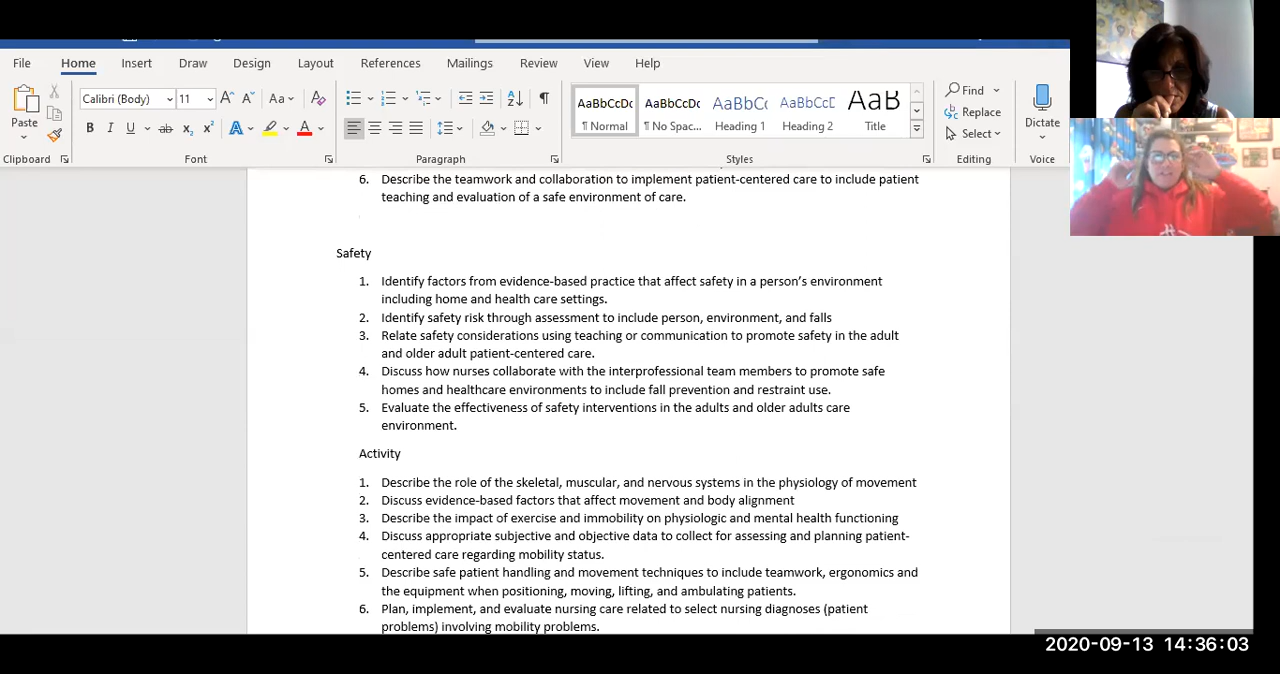 File Home Insert Draw Design Layout References Mailings Review View Help
Calibri (Body) 11 Aa AaBbCcDc AaBbCcDc AaBbCc AaBbCcD AaB Find
Paste B I U ab x₂ x² A A ¶ Normal ¶ No Spac... Heading 1 Heading 2 Title Replace Dictate
Select
Clipboard Font Paragraph Styles Editing Voice
6. Describe the teamwork and collaboration to implement patient-centered care to include patient
teaching and evaluation of a safe environment of care.
Safety
1. Identify factors from evidence-based practice that affect safety in a person's environment
including home and health care settings.
2. Identify safety risk through assessment to include person, environment, and falls
3. Relate safety considerations using teaching or communication to promote safety in the adult
and older adult patient-centered care.
4. Discuss how nurses collaborate with the interprofessional team members to promote safe
homes and healthcare environments to include fall prevention and restraint use.
5. Evaluate the effectiveness of safety interventions in the adults and older adults care
environment.
Activity
1. Describe the role of the skeletal, muscular, and nervous systems in the physiology of movement
2. Discuss evidence-based factors that affect movement and body alignment
3. Describe the impact of exercise and immobility on physiologic and mental health functioning
4. Discuss appropriate subjective and objective data to collect for assessing and planning patient-
centered care regarding mobility status.
5. Describe safe patient handling and movement techniques to include teamwork, ergonomics and
the equipment when positioning, moving, lifting, and ambulating patients.
6. Plan, implement, and evaluate nursing care related to select nursing diagnoses (patient
problems) involving mobility problems.
2020-09-13 14:36:03